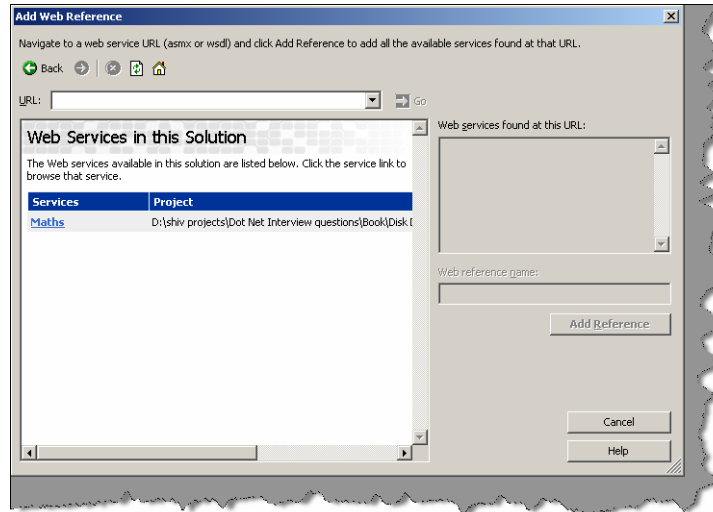 Add Web Reference
Navigate to a web service URL (asmx or wsdl) and click Add Reference to add all the available services found at that URL.
Back
URL:
Go
Web Services in this Solution
The Web services available in this solution are listed below. Click the service link to
browse that service.
Services Project
Maths D:\shiv projects\Dot Net Interview questions\Book\Disk
Web services found at this URL:
Web reference name:
Add Reference
Cancel
Help